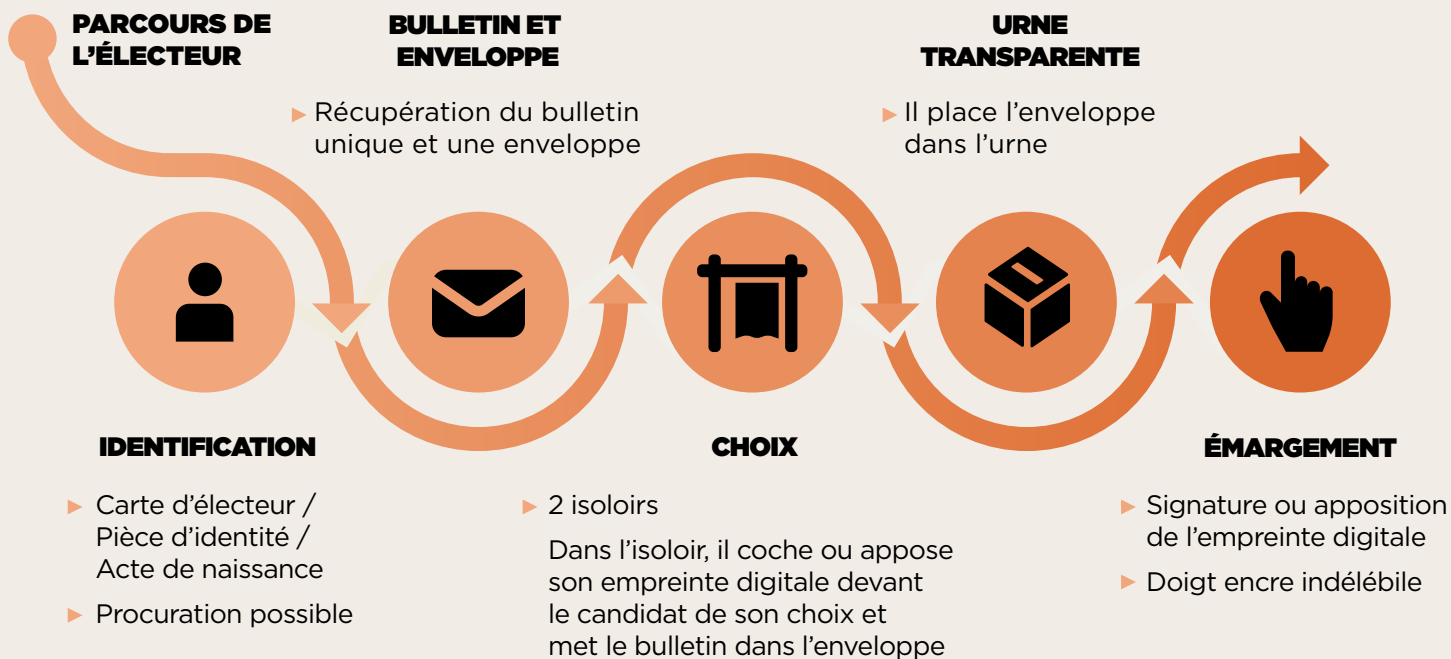 PARCOURS DE
L'ÉLECTEUR
BULLETIN ET
ENVELOPPE
▶ Récupération du bulletin
unique et une enveloppe
URNE
TRANSPARENTE
▶ Il place l'enveloppe
dans l'urne
IDENTIFICATION
▶ Carte d'électeur /
Pièce d'identité /
Acte de naissance
▶ Procuration possible
CHOIX
▶ 2 isoloirs
Dans l'isoloir, il coche ou appose
son empreinte digitale devant
le candidat de son choix et
met le bulletin dans l'enveloppe
ÉMARGEMENT
▶ Signature ou apposition
de l'empreinte digitale
▶ Doigt encre indélébile